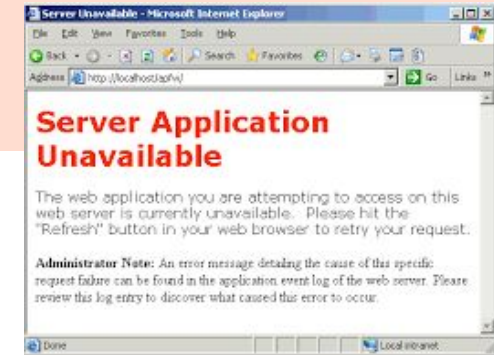 Server Unavailable - Microsoft Internet Explorer
File Edit View Favorites Tools Help
Back Search Favorites
Address http://localhost/apfw/ Go Links »
Server Application
Unavailable
The web application you are attempting to access on this
web server is currently unavailable. Please hit the
"Refresh" button in your web browser to retry your request.
Administrator Note: An error message detailing the cause of this specific
request failure can be found in the application event log of the web server. Please
review this log entry to discover what caused this error to occur.
Done Local intranet